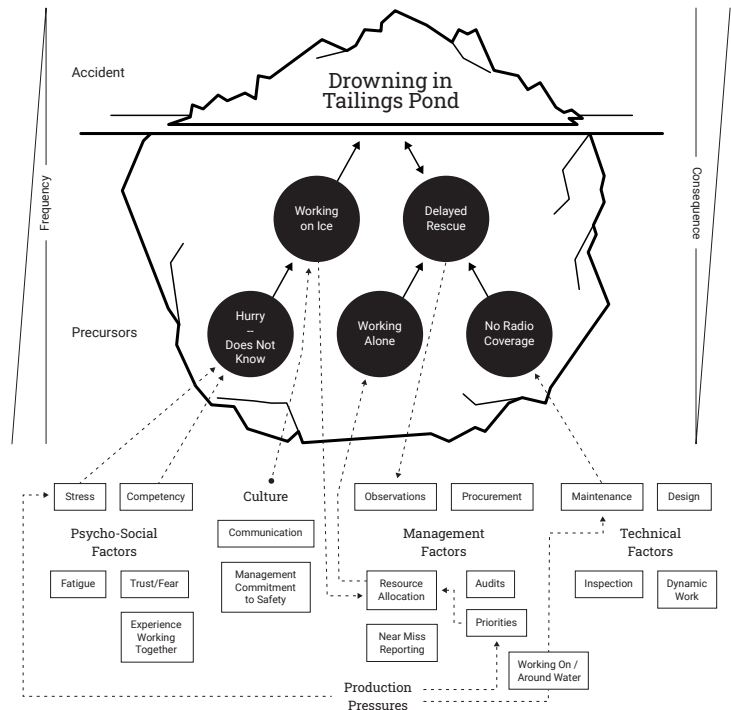 Accident
Drowning in
Tailings Pond
Frequency
Consequence
Working
on Ice
Delayed
Rescue
Precursors
Hurry
--
Does Not
Know
Working
Alone
No Radio
Coverage
Stress
Competency
Culture
Observations
Procurement
Maintenance
Design
Psycho-Social
Factors
Communication
Management
Factors
Technical
Factors
Fatigue
Trust/Fear
Management
Commitment
to Safety
Resource
Allocation
Audits
Inspection
Dynamic
Work
Experience
Working
Together
Near Miss
Reporting
Priorities
Working On /
Around Water
Production
Pressures